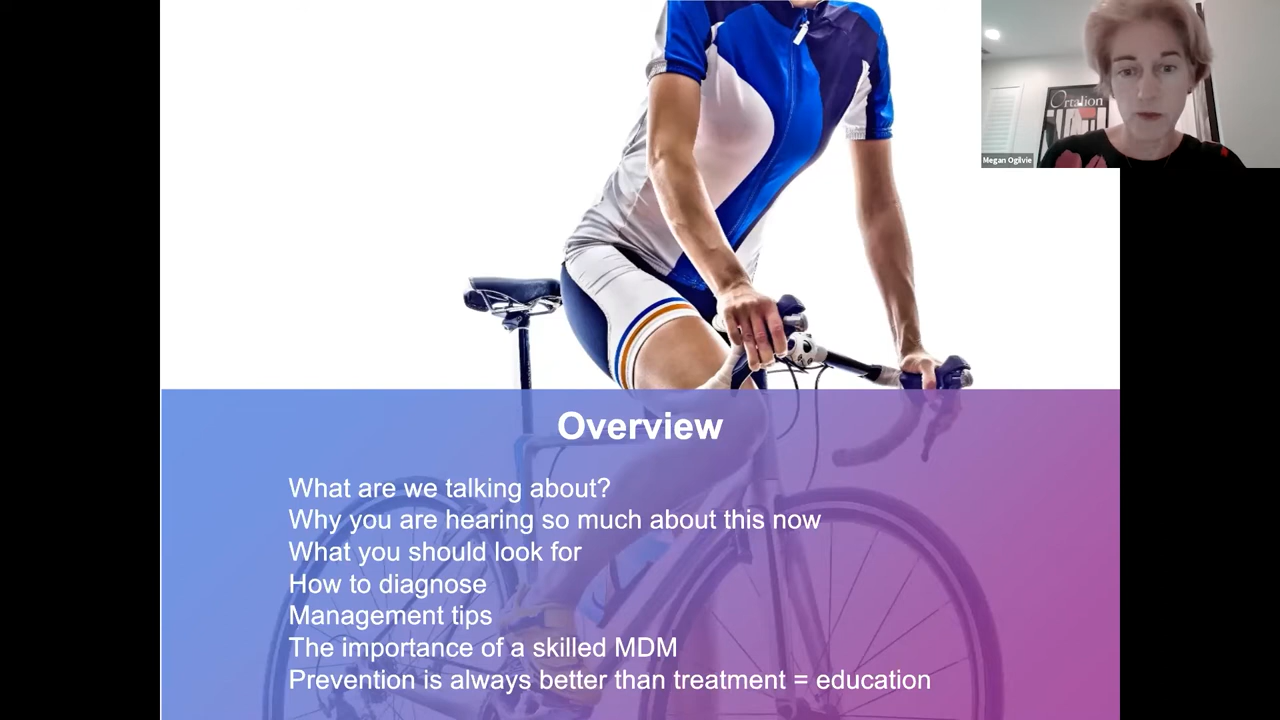 Ortalion
Megan Ogilvie
Overview
What are we talking about?
Why you are hearing so much about this now
What you should look for
How to diagnose
Management tips
The importance of a skilled MDM
Prevention is always better than treatment = education